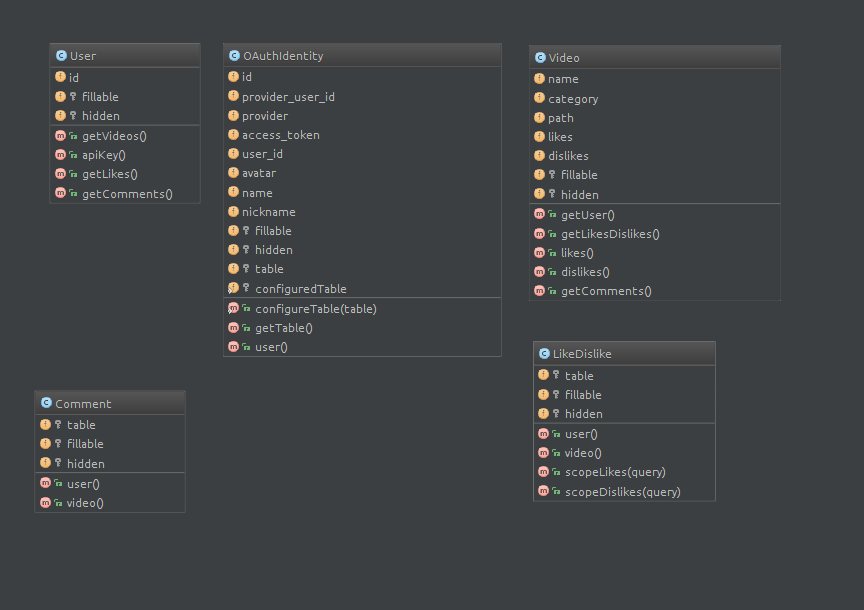 User
id
fillable
hidden
getVideos()
apiKey()
getLikes()
getComments()
OAuthIdentity
id
provider_user_id
provider
access_token
user_id
avatar
name
nickname
fillable
hidden
table
configuredTable
configureTable(table)
getTable()
user()
Video
name
category
path
likes
dislikes
fillable
hidden
getUser()
getLikesDislikes()
likes()
dislikes()
getComments()
Comment
table
fillable
hidden
user()
video()
LikeDislike
table
fillable
hidden
user()
video()
scopeLikes(query)
scopeDislikes(query)